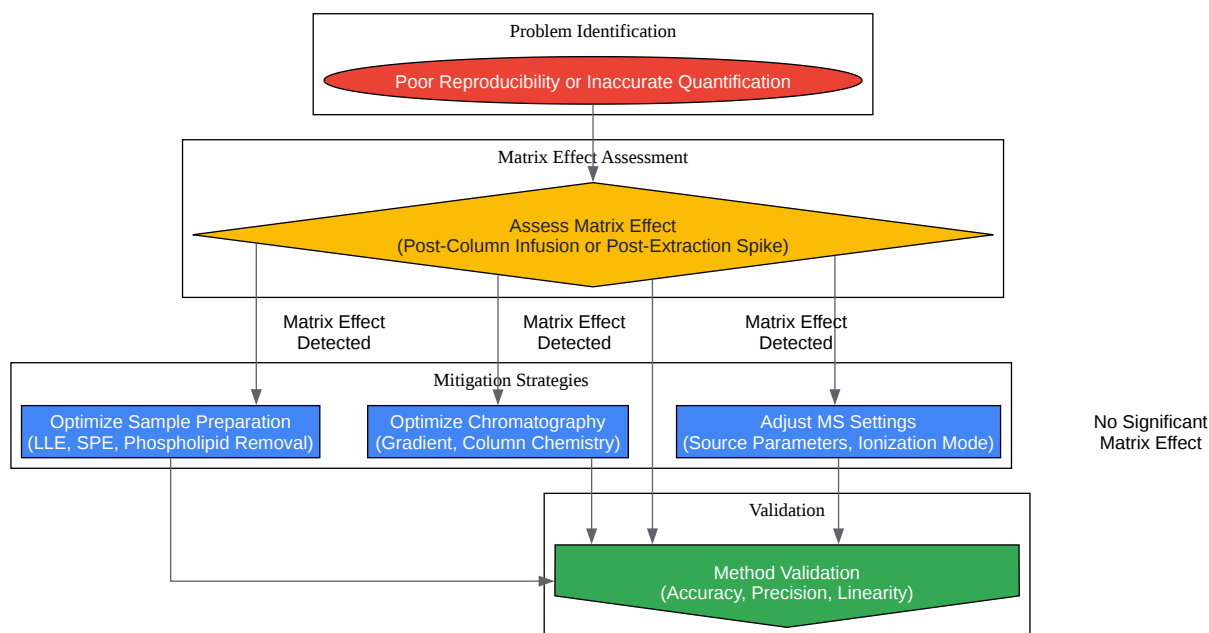 Problem Identification
Poor Reproducibility or Inaccurate Quantification
Matrix Effect Assessment
Assess Matrix Effect
(Post-Column Infusion or Post-Extraction Spike)
Matrix Effect
Detected
Matrix Effect
Detected
Matrix Effect
Detected
Mitigation Strategies
Optimize Sample Preparation
(LLE, SPE, Phospholipid Removal)
Optimize Chromatography
(Gradient, Column Chemistry)
Adjust MS Settings
(Source Parameters, Ionization Mode)
No Significant
Matrix Effect
Validation
Method Validation
(Accuracy, Precision, Linearity)